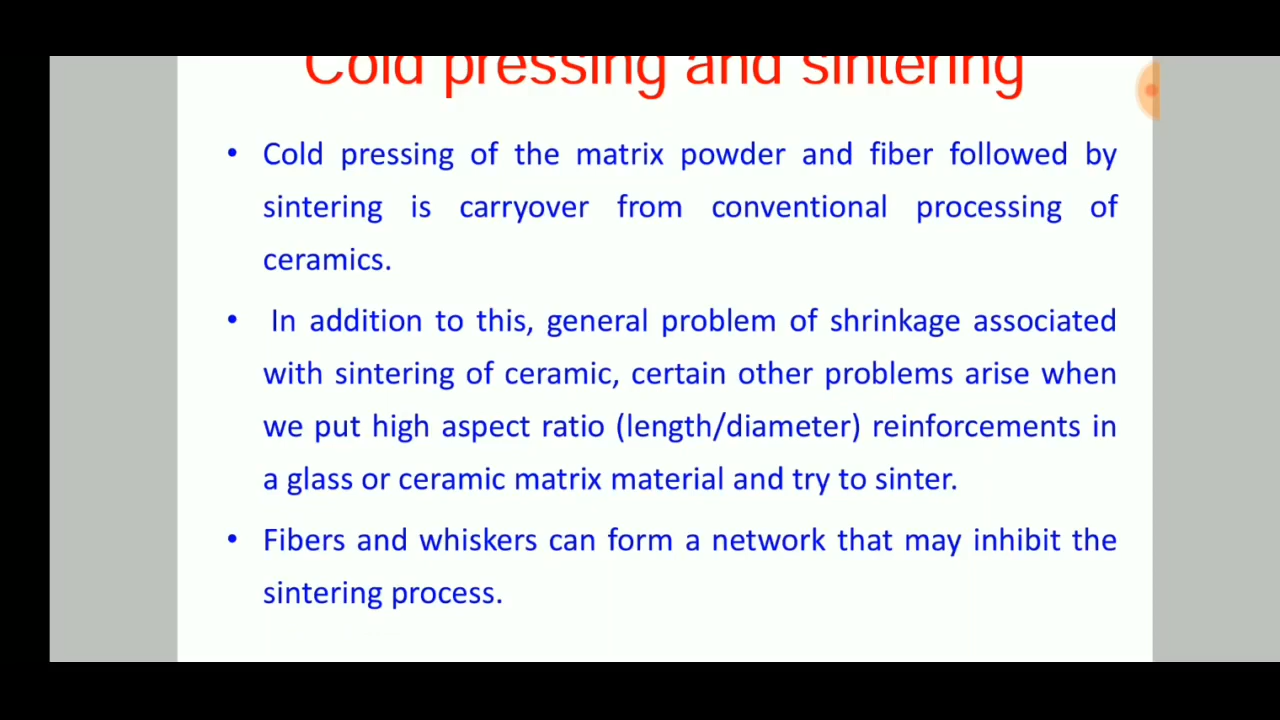 Cold pressing and sintering
• Cold pressing of the matrix powder and fiber followed by
sintering is carryover from conventional processing of
ceramics.
• In addition to this, general problem of shrinkage associated
with sintering of ceramic, certain other problems arise when
we put high aspect ratio (length/diameter) reinforcements in
a glass or ceramic matrix material and try to sinter.
• Fibers and whiskers can form a network that may inhibit the
sintering process.